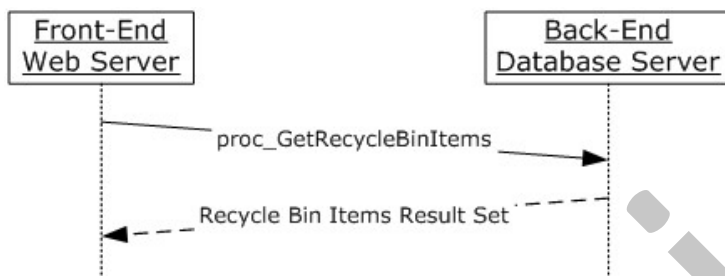 Front-End
Web Server
Back-End
Database Server
proc_GetRecycleBinItems
Recycle Bin Items Result Set